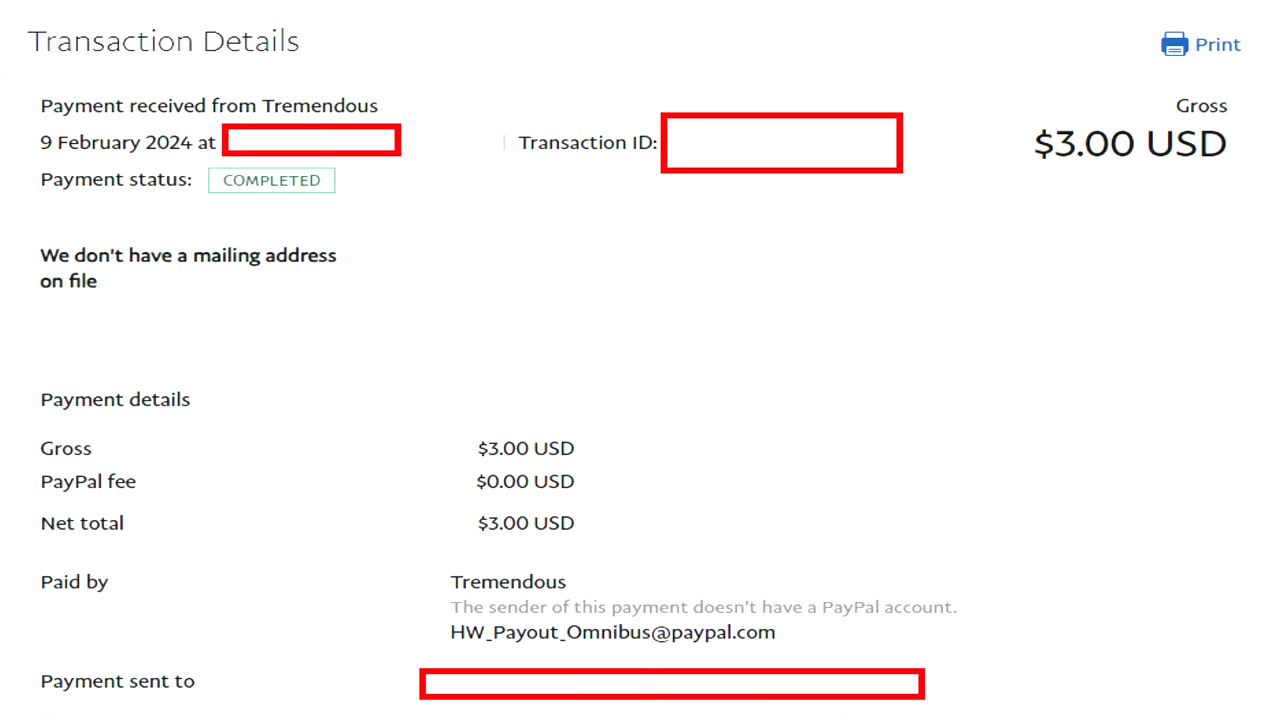 Transaction Details
Print
Payment received from Tremendous
Gross
9 February 2024 at
Transaction ID:
$3.00 USD
Payment status: COMPLETED
We don't have a mailing address
on file
Payment details
Gross $3.00 USD
PayPal fee $0.00 USD
Net total $3.00 USD
Paid by Tremendous
The sender of this payment doesn't have a PayPal account.
HW_Payout_Omnibus@paypal.com
Payment sent to